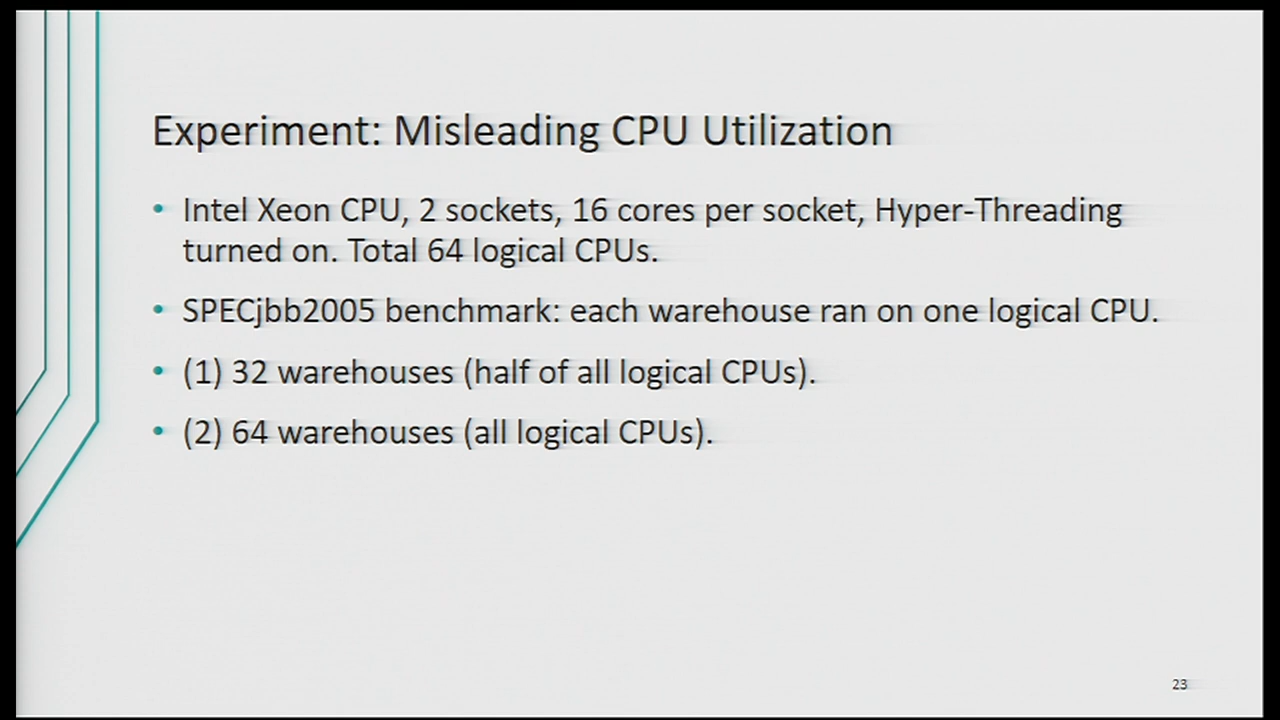 Experiment: Misleading CPU Utilization
• Intel Xeon CPU, 2 sockets, 16 cores per socket, Hyper-Threading
turned on. Total 64 logical CPUs.
• SPECjbb2005 benchmark: each warehouse ran on one logical CPU.
• (1) 32 warehouses (half of all logical CPUs).
• (2) 64 warehouses (all logical CPUs).
23